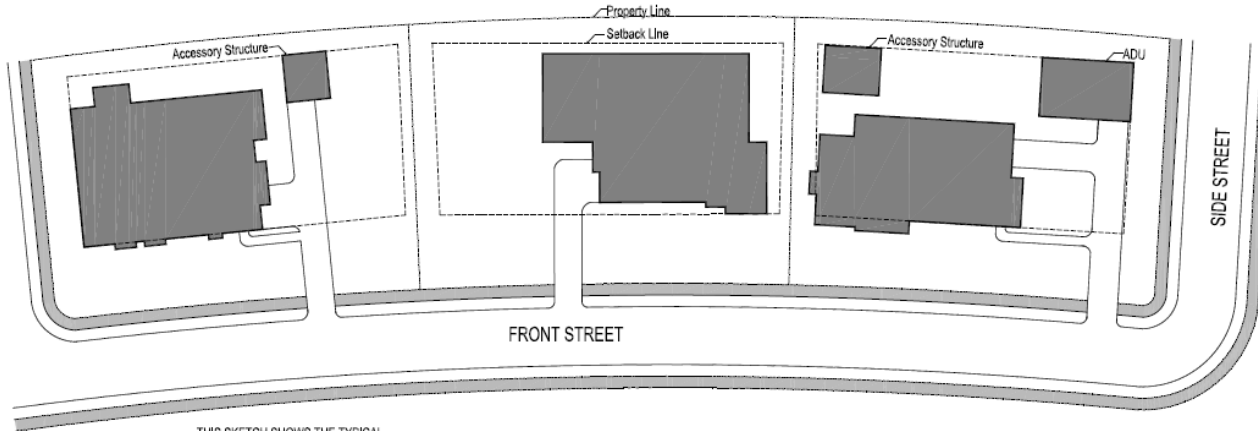 Property Line
Setback Line
Accessory Structure
Accessory Structure
ADU
SIDE STREET
FRONT STREET
THIS SKETCH SHOWS THE TYPICAL